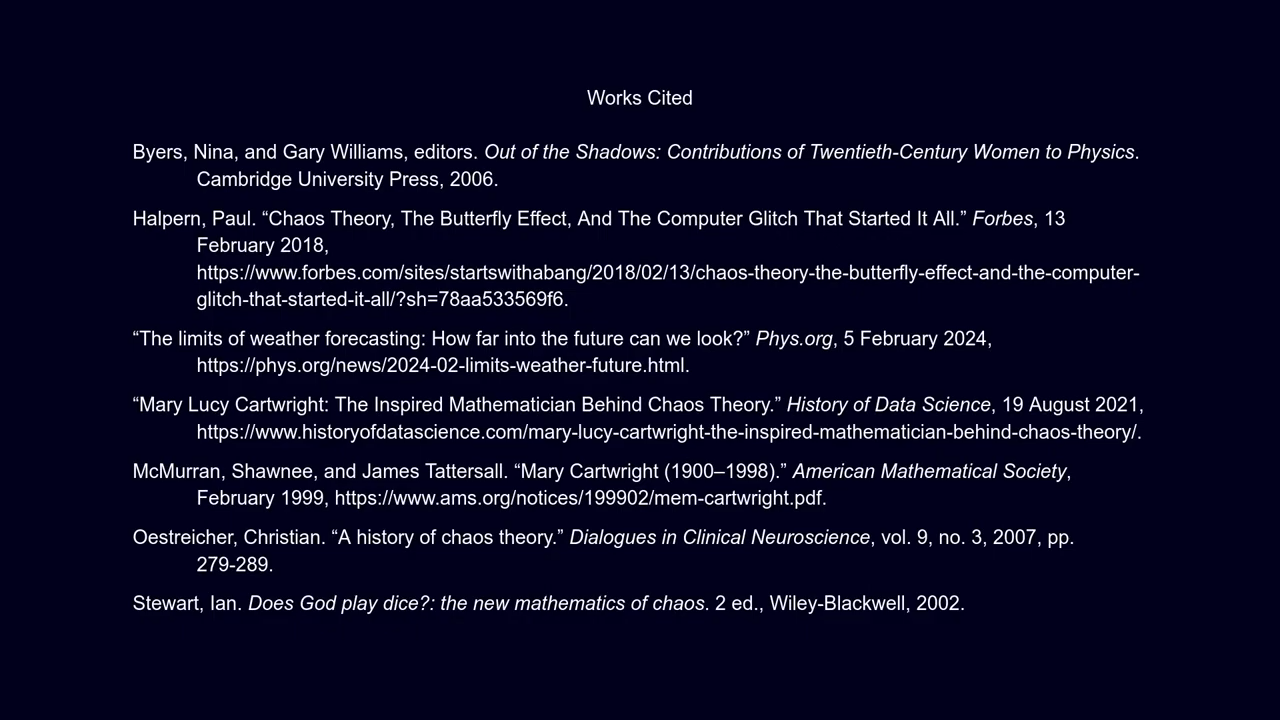 Works Cited
Byers, Nina, and Gary Williams, editors. Out of the Shadows: Contributions of Twentieth-Century Women to Physics.
Cambridge University Press, 2006.
Halpern, Paul. “Chaos Theory, The Butterfly Effect, And The Computer Glitch That Started It All.” Forbes, 13
February 2018,
https://www.forbes.com/sites/startswithabang/2018/02/13/chaos-theory-the-butterfly-effect-and-the-computer-
glitch-that-started-it-all/?sh=78aa533569f6.
“The limits of weather forecasting: How far into the future can we look?” Phys.org, 5 February 2024,
https://phys.org/news/2024-02-limits-weather-future.html.
“Mary Lucy Cartwright: The Inspired Mathematician Behind Chaos Theory.” History of Data Science, 19 August 2021,
https://www.historyofdatascience.com/mary-lucy-cartwright-the-inspired-mathematician-behind-chaos-theory/.
McMurran, Shawnee, and James Tattersall. “Mary Cartwright (1900–1998).” American Mathematical Society,
February 1999, https://www.ams.org/notices/199902/mem-cartwright.pdf.
Oestreicher, Christian. “A history of chaos theory.” Dialogues in Clinical Neuroscience, vol. 9, no. 3, 2007, pp.
279-289.
Stewart, Ian. Does God play dice?: the new mathematics of chaos. 2 ed., Wiley-Blackwell, 2002.